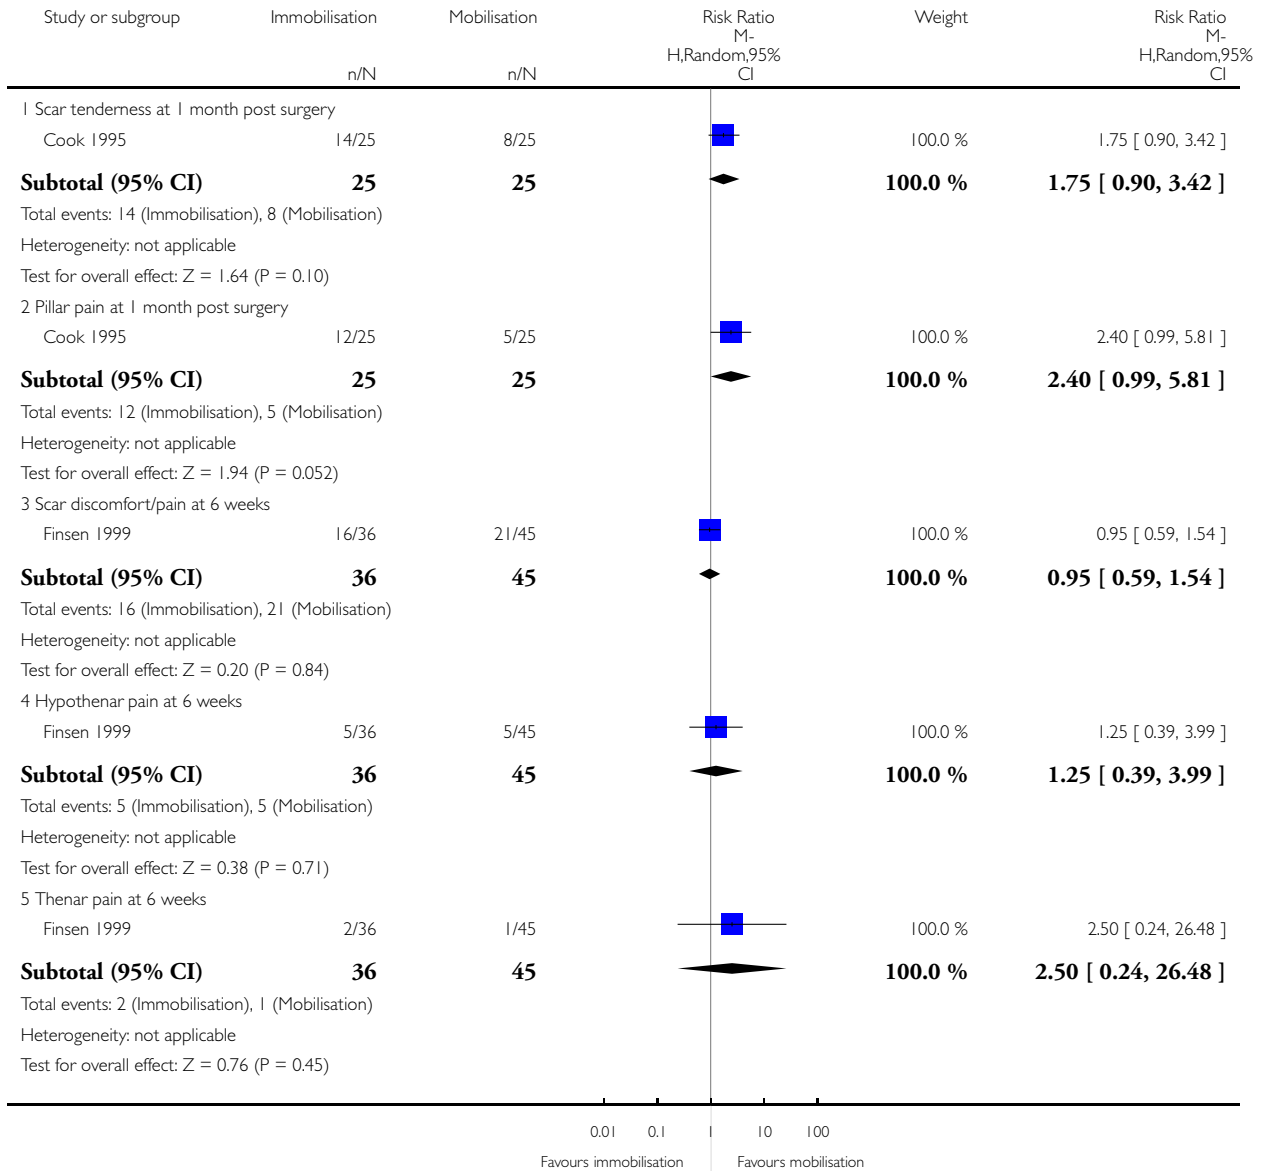 Study or subgroup Immobilisation Mobilisation Risk Ratio Weight Risk Ratio
M- M-
H,Random,95% H,Random,95%
n/N n/N CI CI
1 Scar tenderness at 1 month post surgery
Cook 1995 14/25 8/25 100.0 % 1.75 [ 0.90, 3.42 ]
Subtotal (95% CI) 25 25 100.0 % 1.75 [ 0.90, 3.42 ]
Total events: 14 (Immobilisation), 8 (Mobilisation)
Heterogeneity: not applicable
Test for overall effect: Z = 1.64 (P = 0.10)
2 Pillar pain at 1 month post surgery
Cook 1995 12/25 5/25 100.0 % 2.40 [ 0.99, 5.81 ]
Subtotal (95% CI) 25 25 100.0 % 2.40 [ 0.99, 5.81 ]
Total events: 12 (Immobilisation), 5 (Mobilisation)
Heterogeneity: not applicable
Test for overall effect: Z = 1.94 (P = 0.052)
3 Scar discomfort/pain at 6 weeks
Finsen 1999 16/36 21/45 100.0 % 0.95 [ 0.59, 1.54 ]
Subtotal (95% CI) 36 45 100.0 % 0.95 [ 0.59, 1.54 ]
Total events: 16 (Immobilisation), 21 (Mobilisation)
Heterogeneity: not applicable
Test for overall effect: Z = 0.20 (P = 0.84)
4 Hypothenar pain at 6 weeks
Finsen 1999 5/36 5/45 100.0 % 1.25 [ 0.39, 3.99 ]
Subtotal (95% CI) 36 45 100.0 % 1.25 [ 0.39, 3.99 ]
Total events: 5 (Immobilisation), 5 (Mobilisation)
Heterogeneity: not applicable
Test for overall effect: Z = 0.38 (P = 0.71)
5 Thenar pain at 6 weeks
Finsen 1999 2/36 1/45 100.0 % 2.50 [ 0.24, 26.48 ]
Subtotal (95% CI) 36 45 100.0 % 2.50 [ 0.24, 26.48 ]
Total events: 2 (Immobilisation), 1 (Mobilisation)
Heterogeneity: not applicable
Test for overall effect: Z = 0.76 (P = 0.45)
0.01 0.1 1 10 100
Favours immobilisation Favours mobilisation